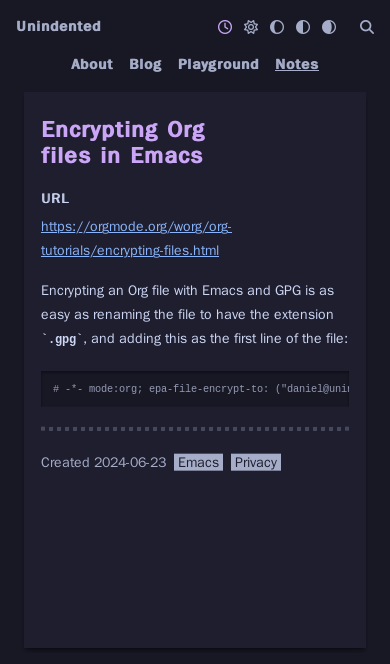 Unindented
About Blog Playground Notes
Encrypting Org
files in Emacs
URL
https://orgmode.org/worg/org-
tutorials/encrypting-files.html
Encrypting an Org file with Emacs and GPG is as
easy as renaming the file to have the extension
`.gpg`, and adding this as the first line of the file:
# -*- mode:org; epa-file-encrypt-to: ("daniel@unin
Created 2024-06-23 Emacs Privacy